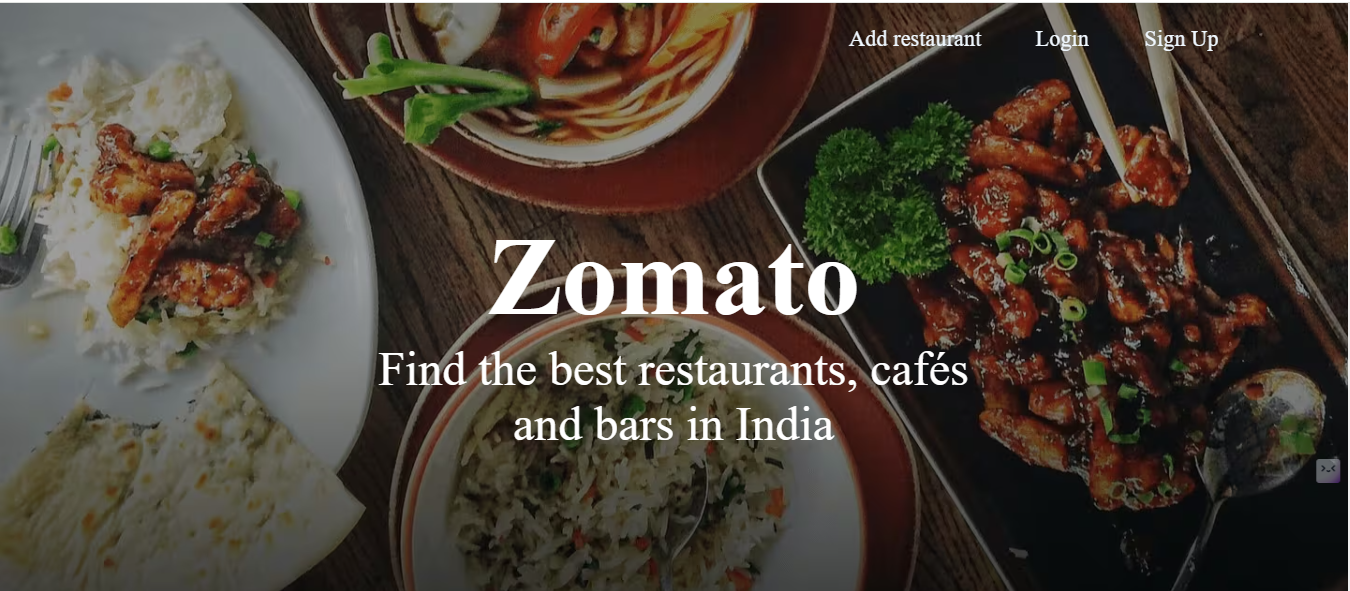 Add restaurant Login Sign Up
Zomato
Find the best restaurants, cafés
and bars in India